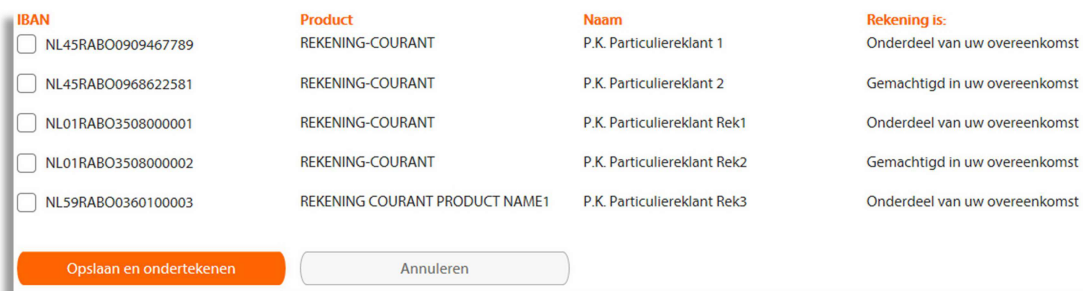 IBAN Product Naam Rekening is:
NL45RABO0909467789 REKENING-COURANT P.K. Particuliereklant 1 Onderdeel van uw overeenkomst
NL45RABO0968622581 REKENING-COURANT P.K. Particuliereklant 2 Gemachtigd in uw overeenkomst
NL01RABO3508000001 REKENING-COURANT P.K. Particuliereklant Rek1 Onderdeel van uw overeenkomst
NL01RABO3508000002 REKENING-COURANT P.K. Particuliereklant Rek2 Gemachtigd in uw overeenkomst
NL59RABO0360100003 REKENING COURANT PRODUCT NAME1 P.K. Particuliereklant Rek3 Onderdeel van uw overeenkomst
Opslaan en ondertekenen Annuleren